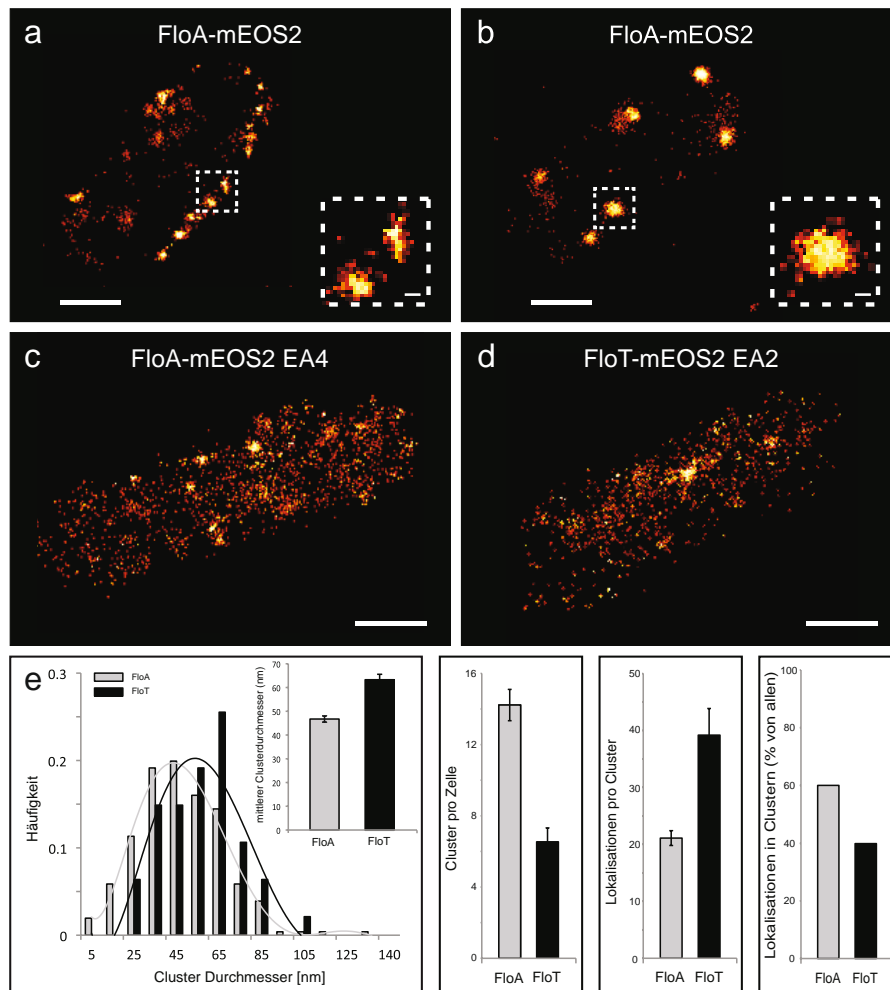 a
FloA-mEOS2
b
FloA-mEOS2
c
FloA-mEOS2 EA4
d
FloT-mEOS2 EA2
e
0.3
0.2
0.1
0
Häufigkeit
FloA
FloT
5
25
45
65
85
105
125
140
Cluster Durchmesser [nm]
70
60
50
40
30
20
10
0
mittlerer Clusterdurchmesser (nm)
FloA
FloT
16
12
8
4
0
Cluster pro Zelle
FloA
FloT
50
40
30
20
10
0
Lokalisationen pro Cluster
FloA
FloT
100
80
60
40
20
0
Lokalisationen in Clustern (% von allen)
FloA
FloT